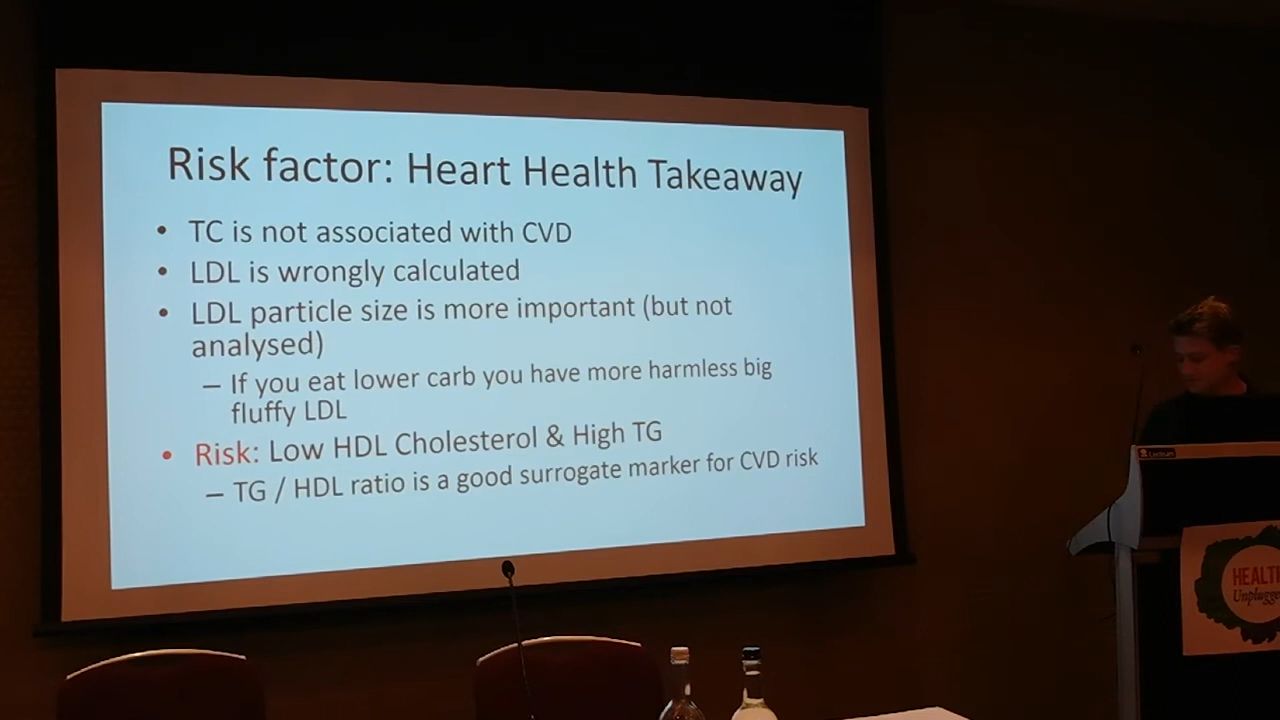 Risk factor: Heart Health Takeaway
• TC is not associated with CVD
• LDL is wrongly calculated
• LDL particle size is more important (but not
analysed)
– If you eat lower carb you have more harmless big
fluffy LDL
• Risk: Low HDL Cholesterol & High TG
– TG / HDL ratio is a good surrogate marker for CVD risk
Lectrum
HEALTH